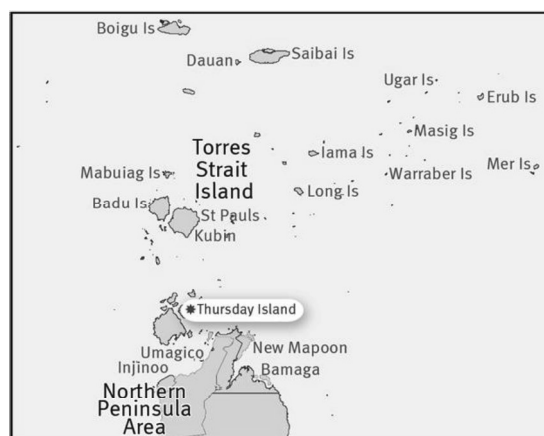 Boigu Is
Dauan
Saibai Is
Ugar Is
Erub Is
Masig Is
Torres
Strait
Island
Iama Is
Mer Is
Mabuiag Is
Warraber Is
Long Is
Badu Is
St Pauls
Kubin
Thursday Island
Umagico
New Mapoon
Injinoo
Bamaga
Northern
Peninsula
Area